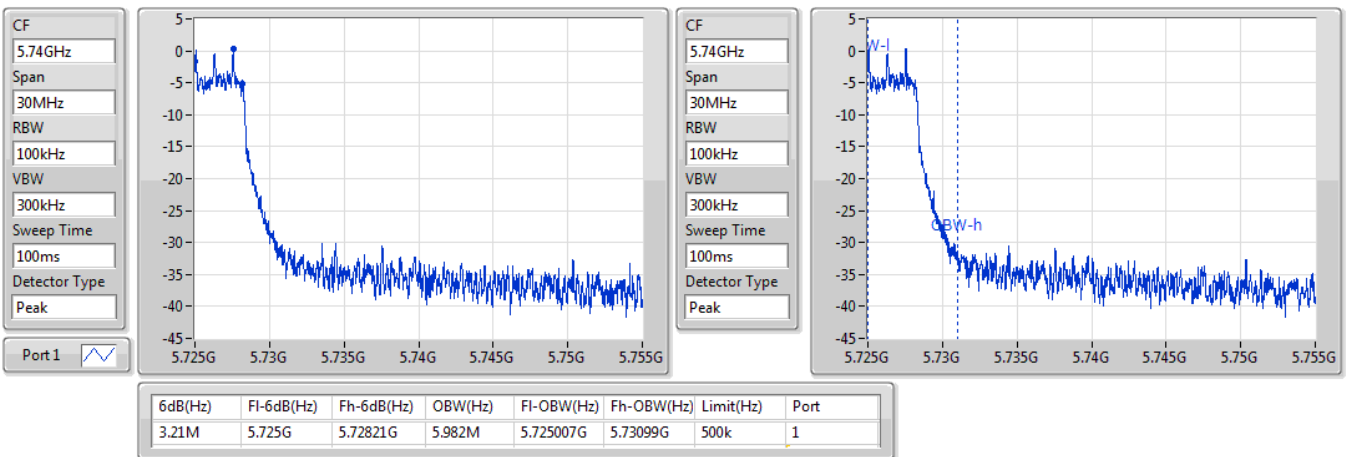 CF
5.74GHz
Span
30MHz
RBW
100kHz
VBW
300kHz
Sweep Time
100ms
Detector Type
Peak
Port 1
5
0
-5
-10
-15
-20
-25
-30
-35
-40
-45
5.725G 5.73G 5.735G 5.74G 5.745G 5.75G 5.755G
CF
5.74GHz
Span
30MHz
RBW
100kHz
VBW
300kHz
Sweep Time
100ms
Detector Type
Peak
5
0
-5
-10
-15
-20
-25
-30
-35
-40
-45
W-l
OBW-h
5.725G 5.73G 5.735G 5.74G 5.745G 5.75G 5.755G
6dB(Hz) Fl-6dB(Hz) Fh-6dB(Hz) OBW(Hz) Fl-OBW(Hz) Fh-OBW(Hz) Limit(Hz) Port
3.21M 5.725G 5.72821G 5.982M 5.725007G 5.73099G 500k 1